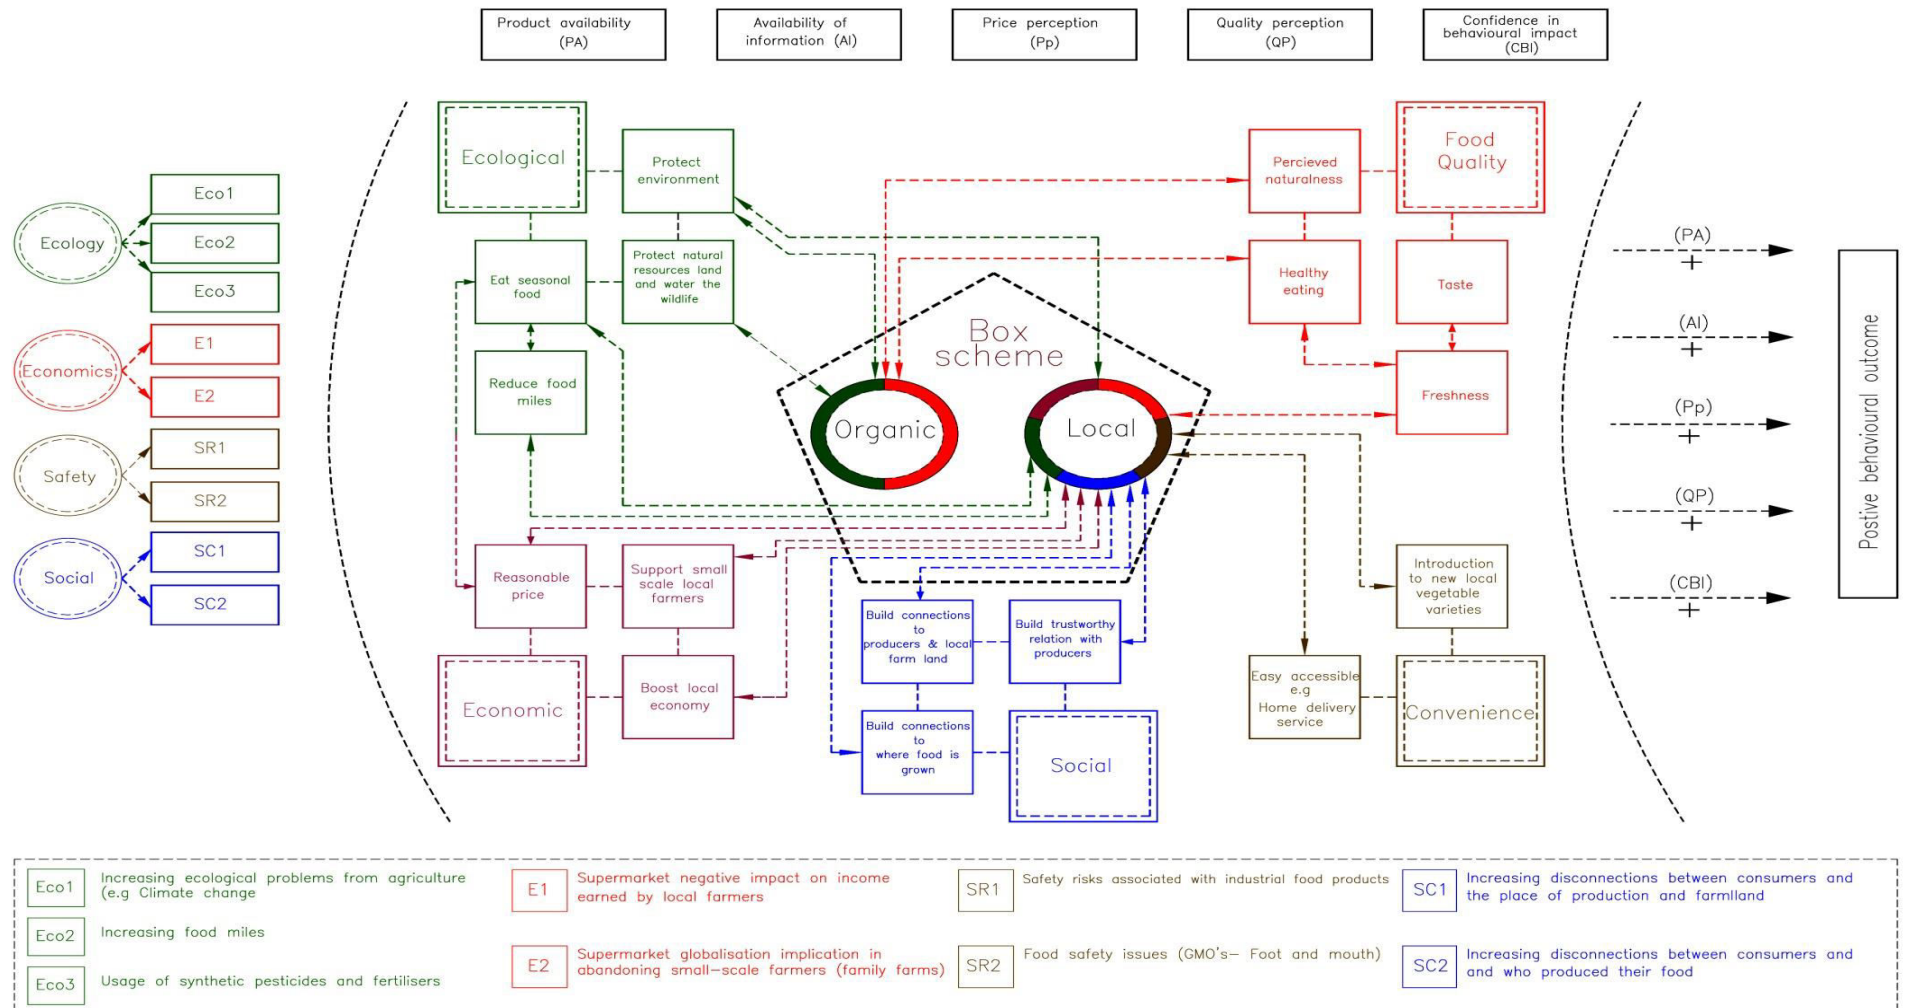 Product availability
(PA)
Availability of
information (AI)
Price perception
(Pp)
Quality perception
(QP)
Confidence in
behavioural impact
(CBI)
Ecology
Eco1
Eco2
Eco3
Economics
E1
E2
Safety
SR1
SR2
Social
SC1
SC2
Ecological
Protect
environment
Eat seasonal
food
Protect natural
resources land
and water the
wildlife
Reduce food
miles
Box
scheme
Organic
Local
Percieved
naturalness
Food
Quality
Healthy
eating
Taste
Freshness
Reasonable
price
Support small
scale local
farmers
Economic
Boost local
economy
Build connections
to
producers & local
farm land
Build trustworthy
relation with
producers
Build connections
to
where food is
grown
Social
Introduction
to new local
vegetable
varieties
Easy accessible
e.g
Home delivery
service
Convenience
(PA)
+
(AI)
+
(Pp)
+
(QP)
+
(CBI)
+
Postive behavioural outcome
Eco1
Increasing ecological problems from agriculture
(e.g Climate change
Eco2
Increasing food miles
Eco3
Usage of synthetic pesticides and fertilisers
E1
Supermarket negative impact on income
earned by local farmers
E2
Supermarket globalisation implication in
abandoning small-scale farmers (family farms)
SR1
Safety risks associated with industrial food products
SR2
Food safety issues (GMO's- Foot and mouth)
SC1
Increasing disconnections between consumers and
the place of production and farmlland
SC2
Increasing disconnections between consumers and
and who produced their food